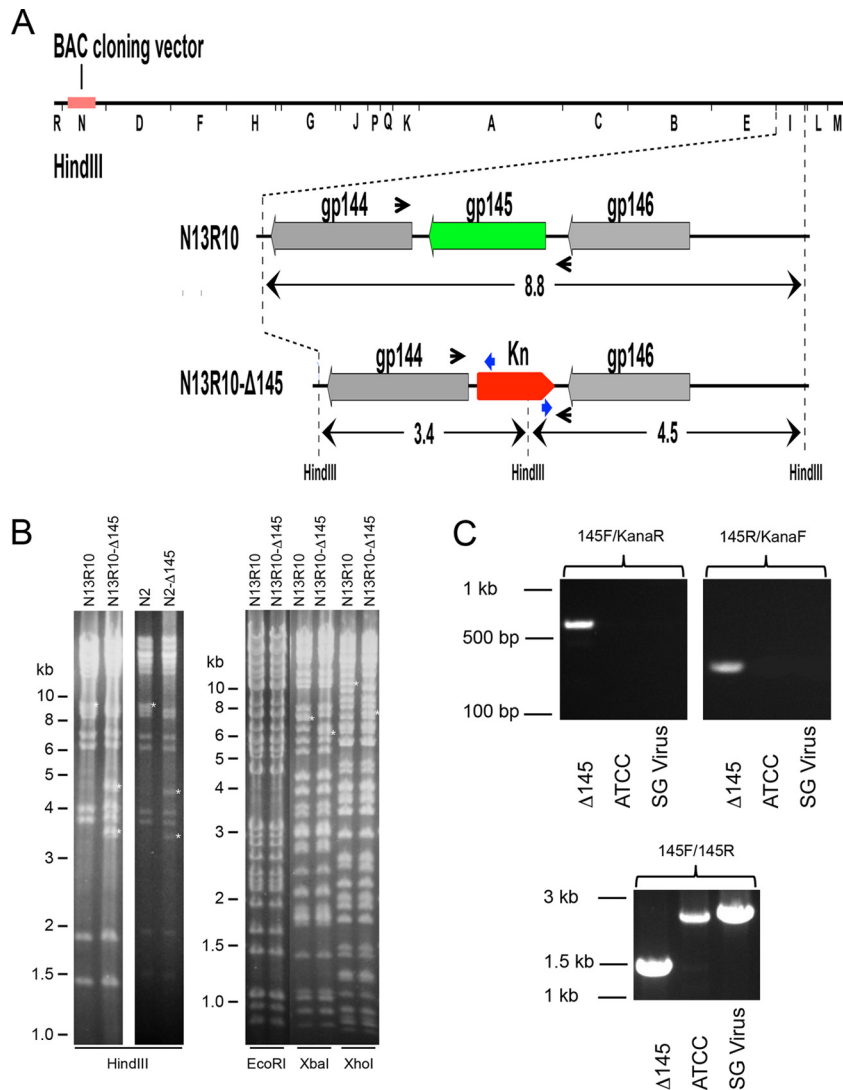 A
BAC cloning vector
R N D F H G J P Q K A C B E I L M
HindIII
gp144 gp145 gp146
N13R10
8.8
gp144 Kn gp146
N13R10-Δ145
3.4 4.5
HindIII HindIII HindIII
B
N13R10
N13R10-Δ145
N2
N2-Δ145
kb
10
8
6
5
4
3
2
1.5
1.0
HindIII
N13R10
N13R10-Δ145
N13R10
N13R10-Δ145
N13R10
N13R10-Δ145
kb
10
8
6
5
4
3
2
1.5
1.0
EcoRI XbaI XhoI
* * * * * * * * * *
C
145F/KanaR 145R/KanaF
1 kb
500 bp
100 bp
Δ145 ATCC SG Virus Δ145 ATCC SG Virus
145F/145R
3 kb
1.5 kb
1 kb
Δ145 ATCC SG Virus